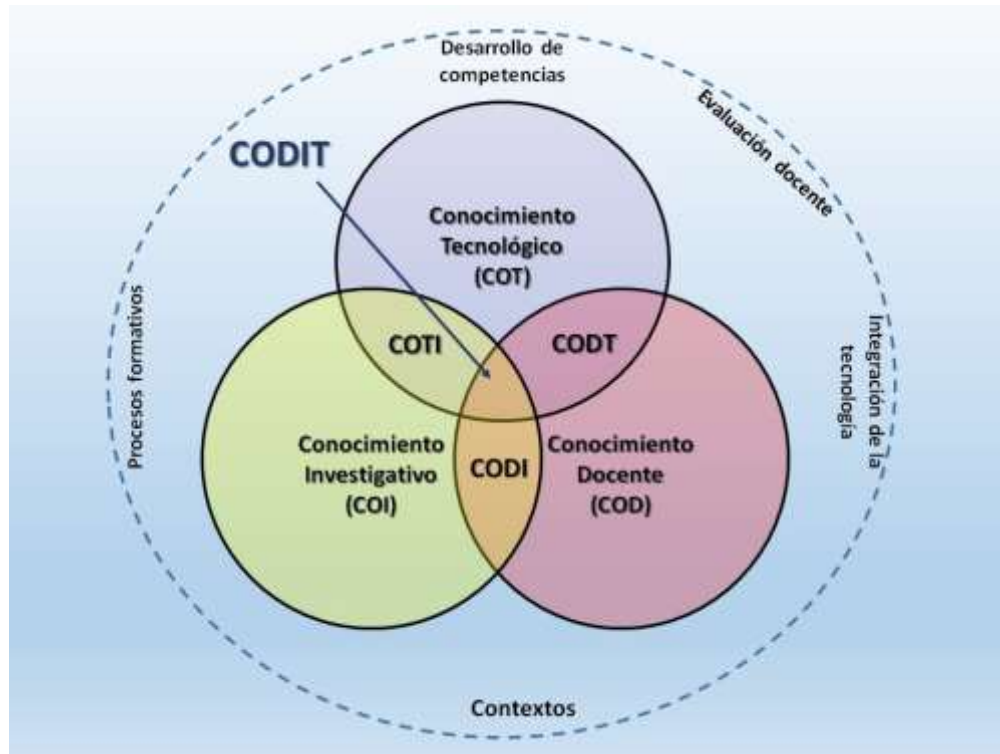 Desarrollo de
competencias
Evaluación docente
CODIT
Conocimiento
Tecnológico
(COT)
Procesos formativos
Integración de la
tecnología
COTI
CODT
Conocimiento
Investigativo
(COI)
CODI
Conocimiento
Docente
(COD)
Contextos